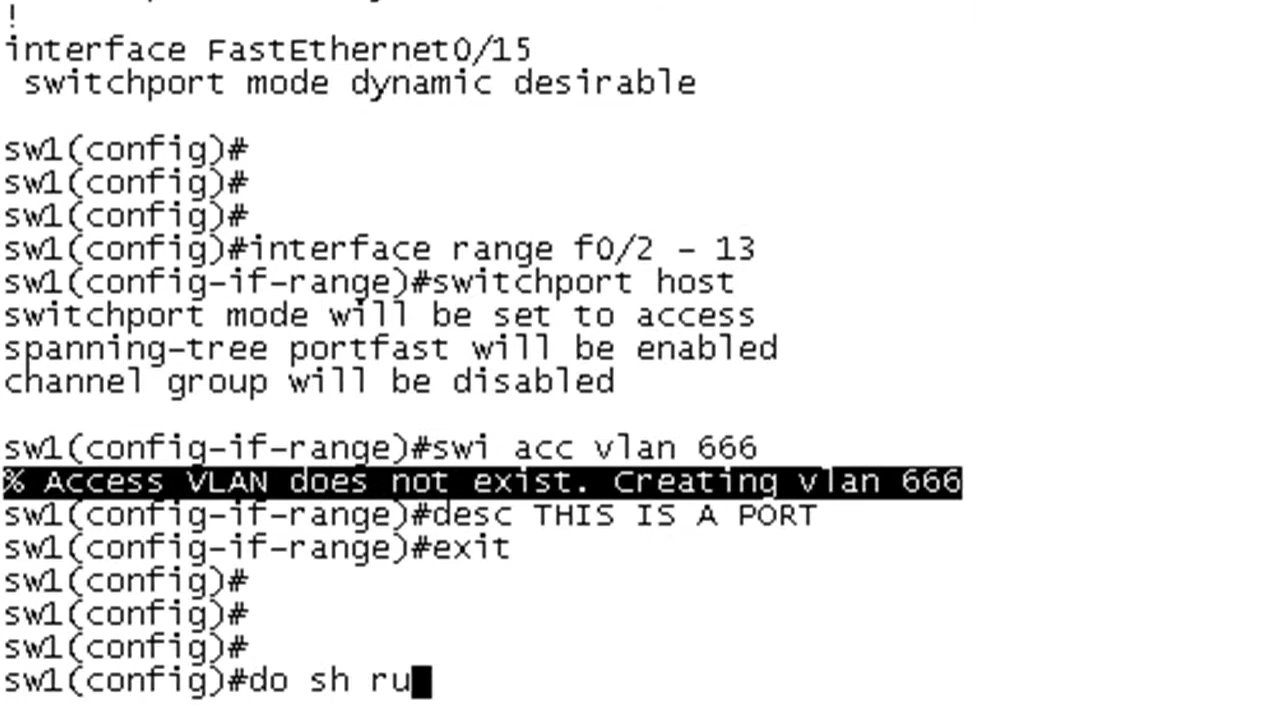 !
interface FastEthernet0/15
switchport mode dynamic desirable
sw1(config)#
sw1(config)#
sw1(config)#
sw1(config)#interface range f0/2 - 13
sw1(config-if-range)#switchport host
switchport mode will be set to access
spanning-tree portfast will be enabled
channel group will be disabled
sw1(config-if-range)#swi acc vlan 666
% Access VLAN does not exist. Creating vlan 666
sw1(config-if-range)#desc THIS IS A PORT
sw1(config-if-range)#exit
sw1(config)#
sw1(config)#
sw1(config)#
sw1(config)#do sh ru